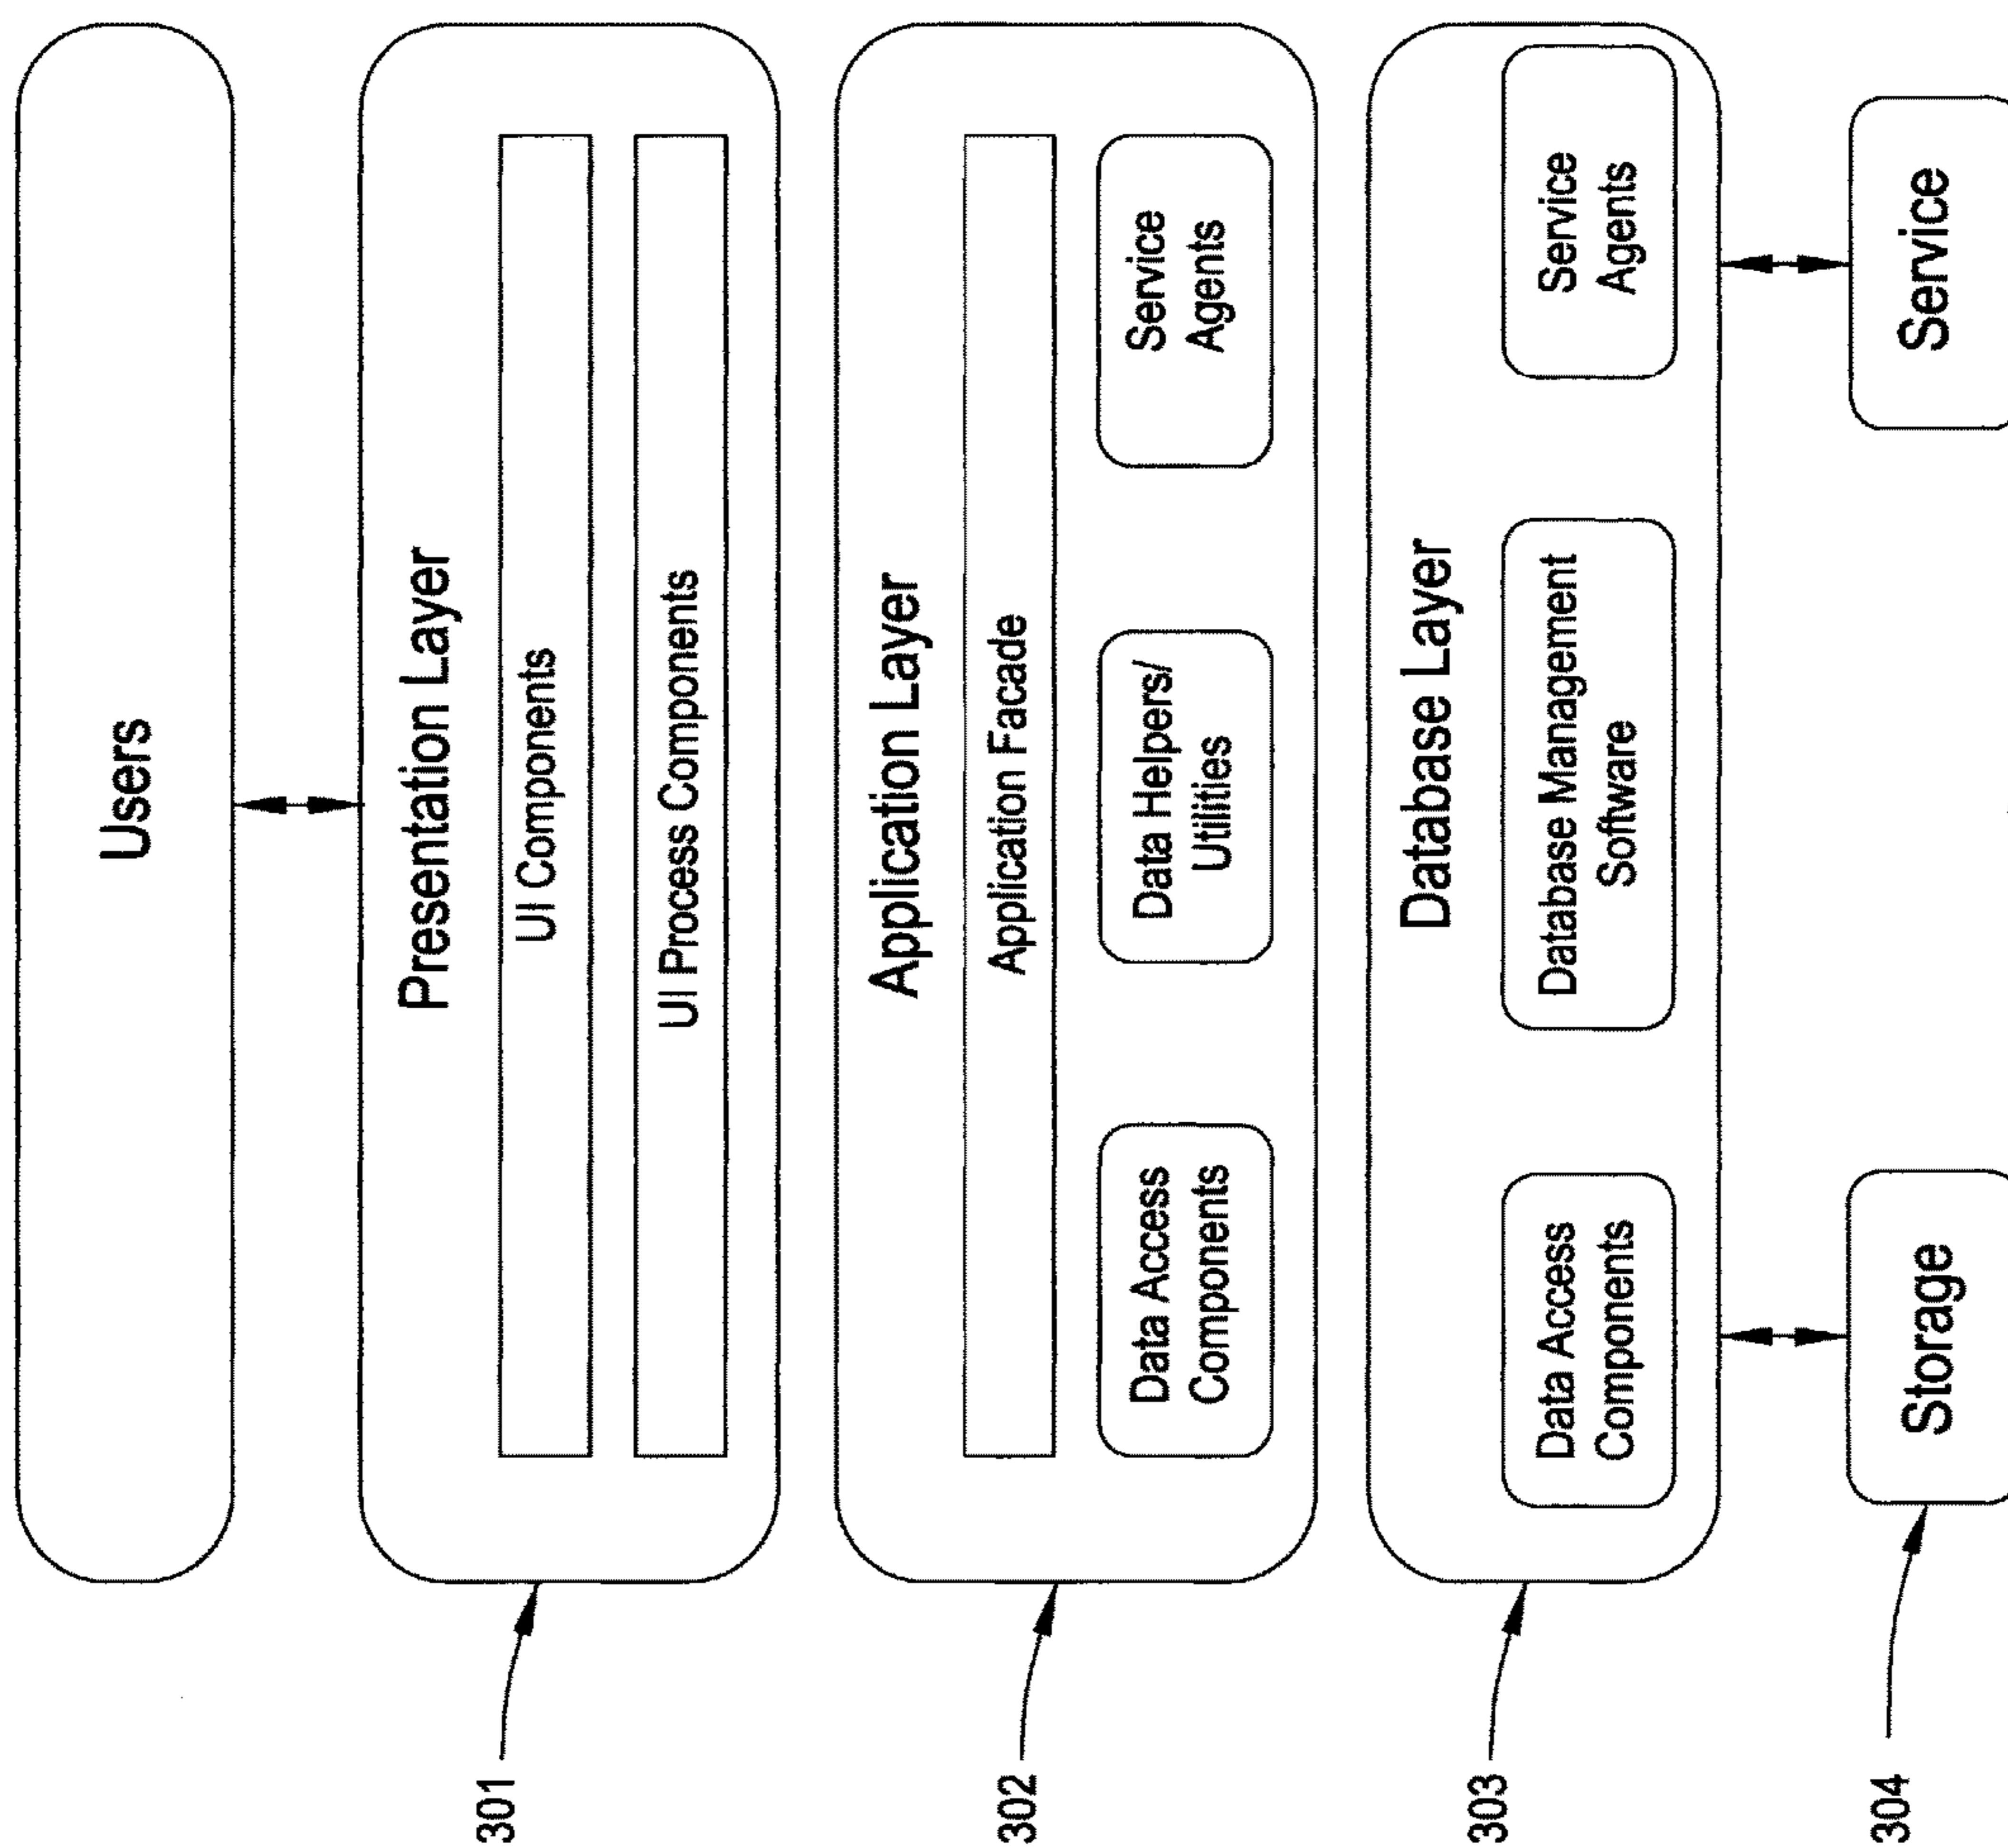 Users
301
Presentation Layer
UI Components
UI Process Components
302
Application Layer
Application Facade
Data Access
Components
Data Helpers/
Utilities
Service
Agents
303
Database Layer
Data Access
Components
Database Management
Software
Service
Agents
304
Storage
Service